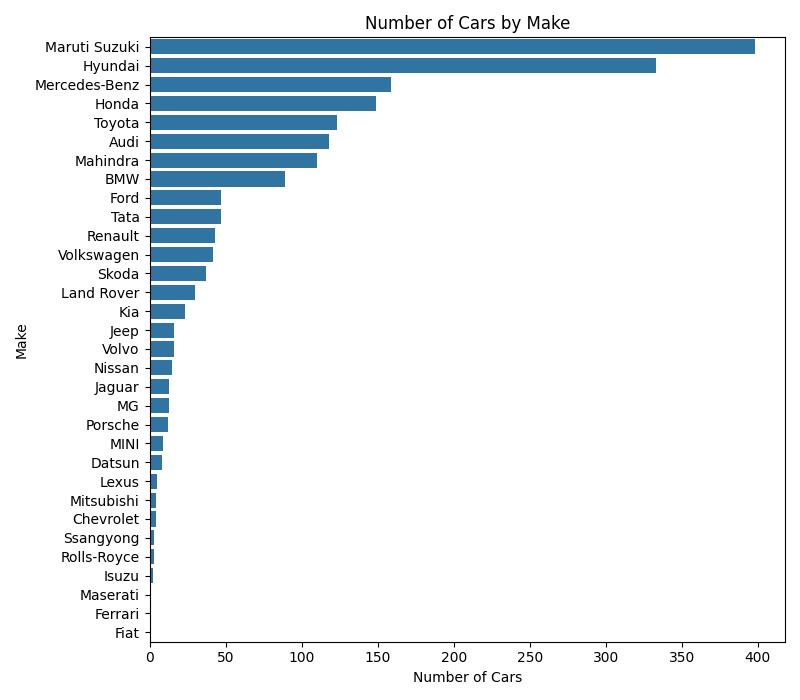 Number of Cars by Make
Maruti Suzuki
Hyundai
Mercedes-Benz
Honda
Toyota
Audi
Mahindra
BMW
Ford
Tata
Renault
Volkswagen
Skoda
Land Rover
Kia
Jeep
Volvo
Nissan
Jaguar
MG
Porsche
MINI
Datsun
Lexus
Mitsubishi
Chevrolet
Ssangyong
Rolls-Royce
Isuzu
Maserati
Ferrari
Fiat
Make
0 50 100 150 200 250 300 350 400
Number of Cars